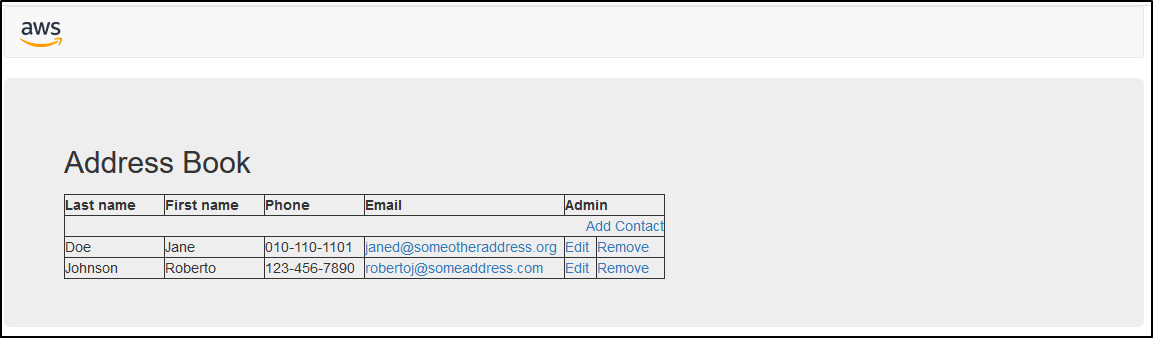 aws
Address Book
Last name First name Phone Email Admin
Add Contact
Doe Jane 010-110-1101 janed@someotheraddress.org Edit Remove
Johnson Roberto 123-456-7890 robertoj@someaddress.com Edit Remove